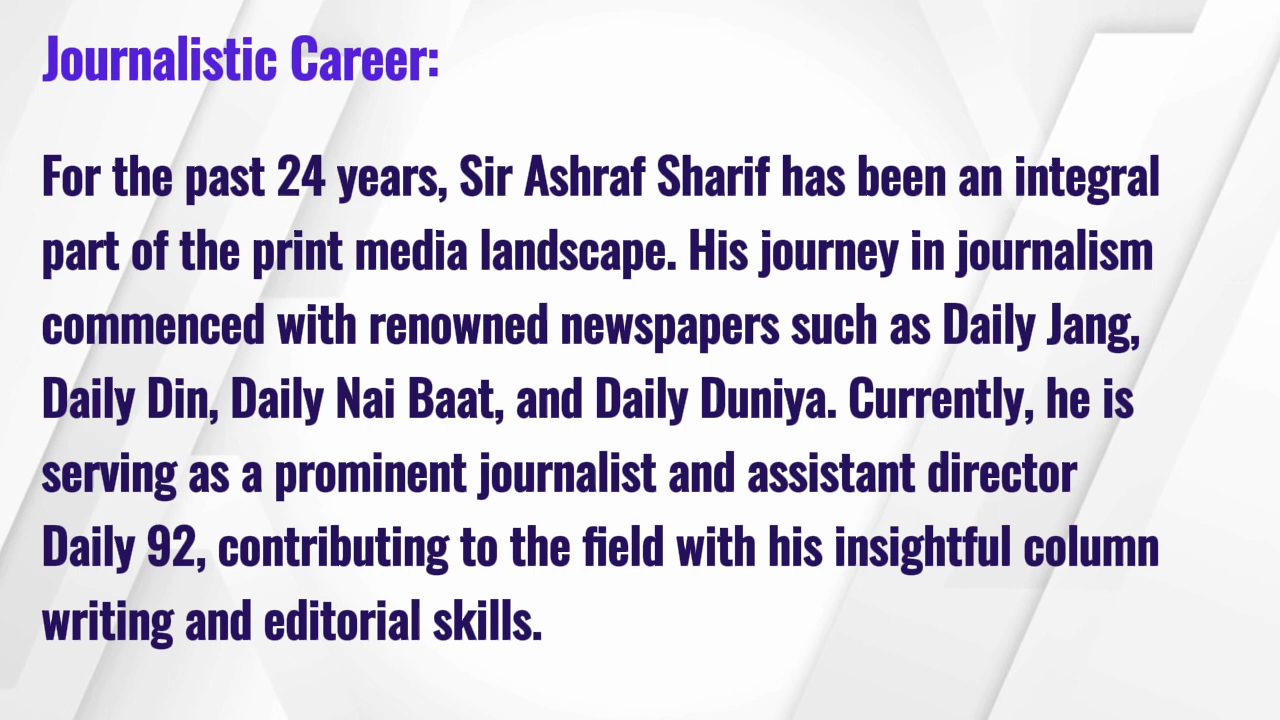 Journalistic Career:
For the past 24 years, Sir Ashraf Sharif has been an integral
part of the print media landscape. His journey in journalism
commenced with renowned newspapers such as Daily Jang,
Daily Din, Daily Nai Baat, and Daily Duniya. Currently, he is
serving as a prominent journalist and assistant director
Daily 92, contributing to the field with his insightful column
writing and editorial skills.